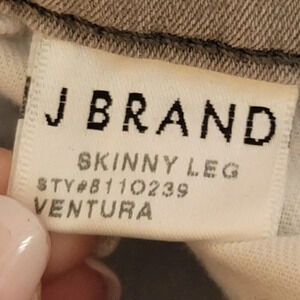 J BRAND
SKINNY LEG
STY#8110239
VENTURA